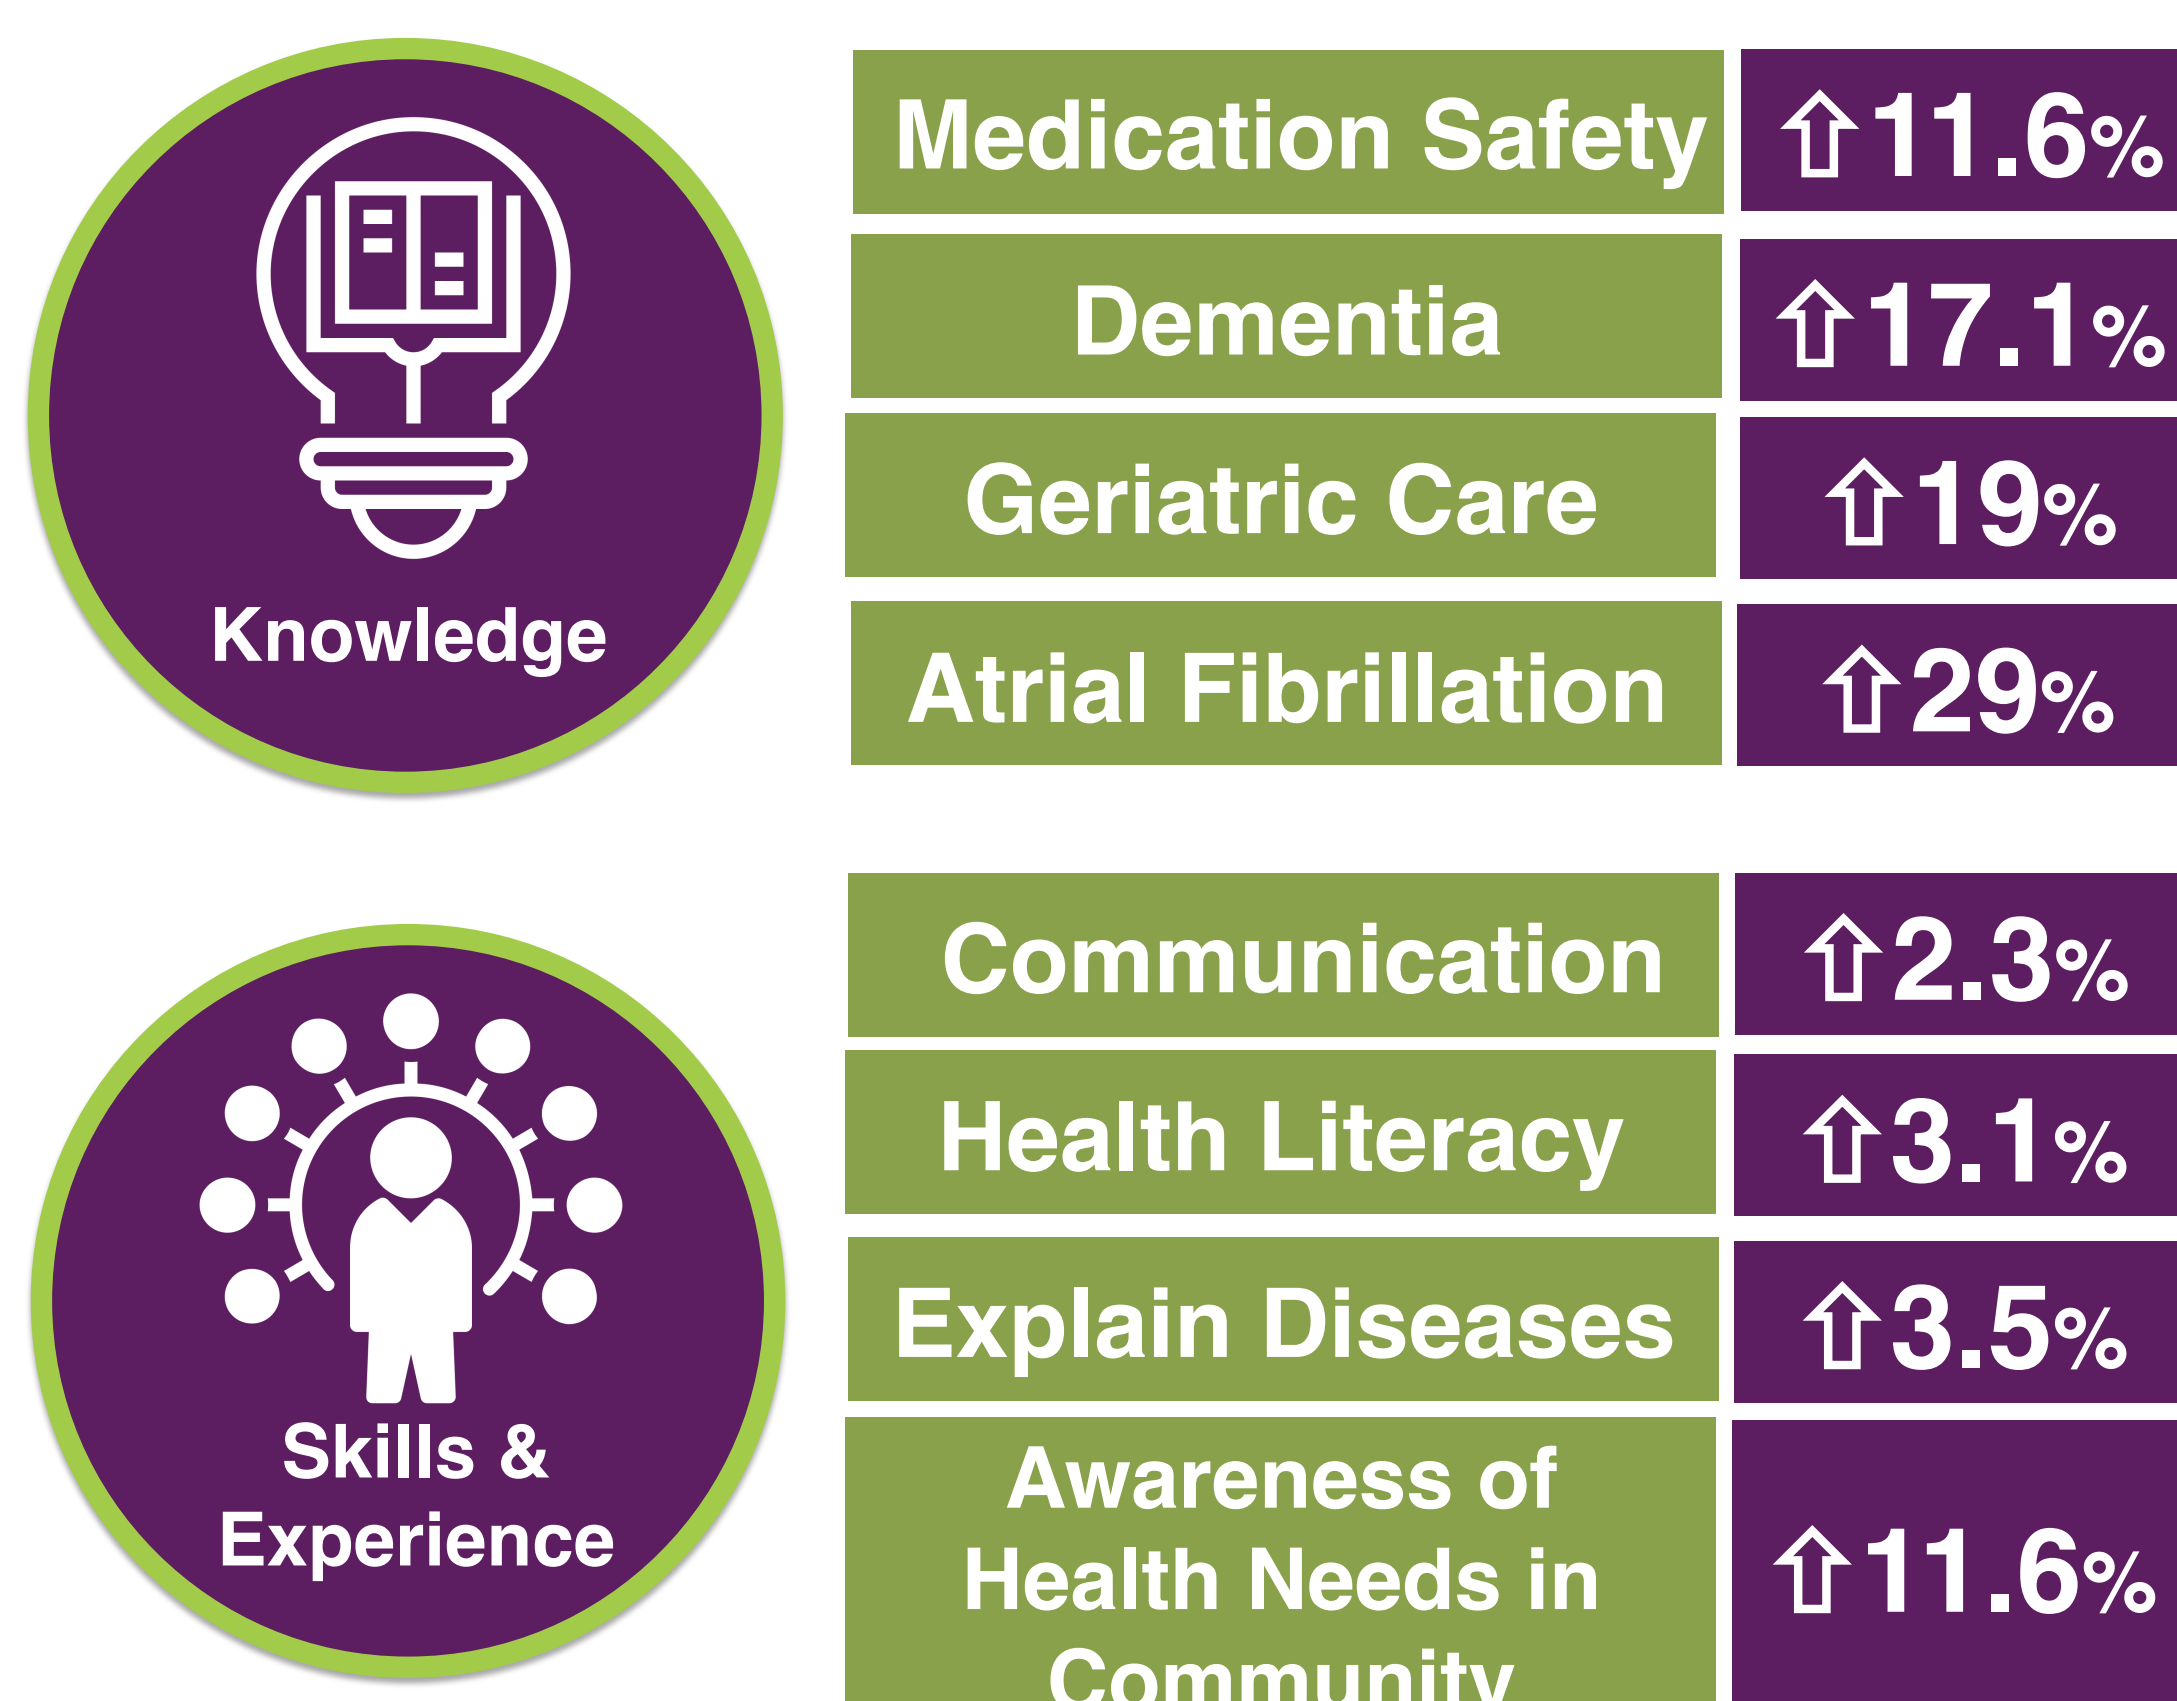 Knowledge
Medication Safety ⇧11.6%
Dementia ⇧17.1%
Geriatric Care ⇧19%
Atrial Fibrillation ⇧29%
Skills &
Experience
Communication ⇧2.3%
Health Literacy ⇧3.1%
Explain Diseases ⇧3.5%
Awareness of
Health Needs in
Community
⇧11.6%